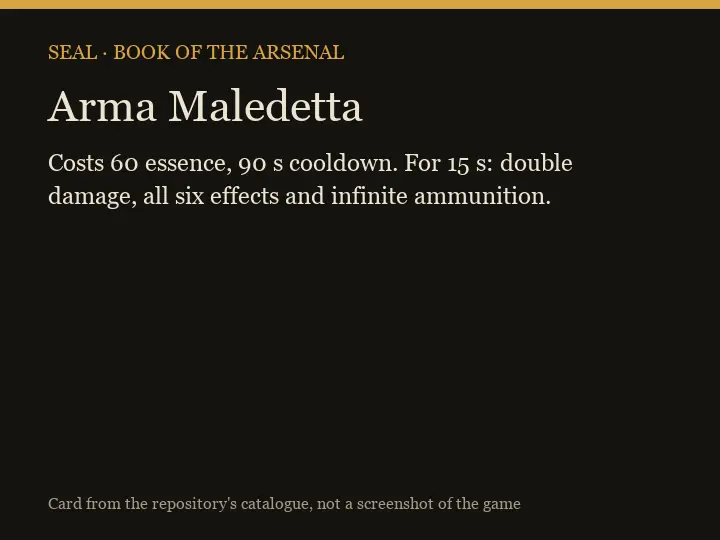 SEAL · BOOK OF THE ARSENAL
Arma Maledetta
Costs 60 essence, 90 s cooldown. For 15 s: double
damage, all six effects and infinite ammunition.
Card from the repository's catalogue, not a screenshot of the game